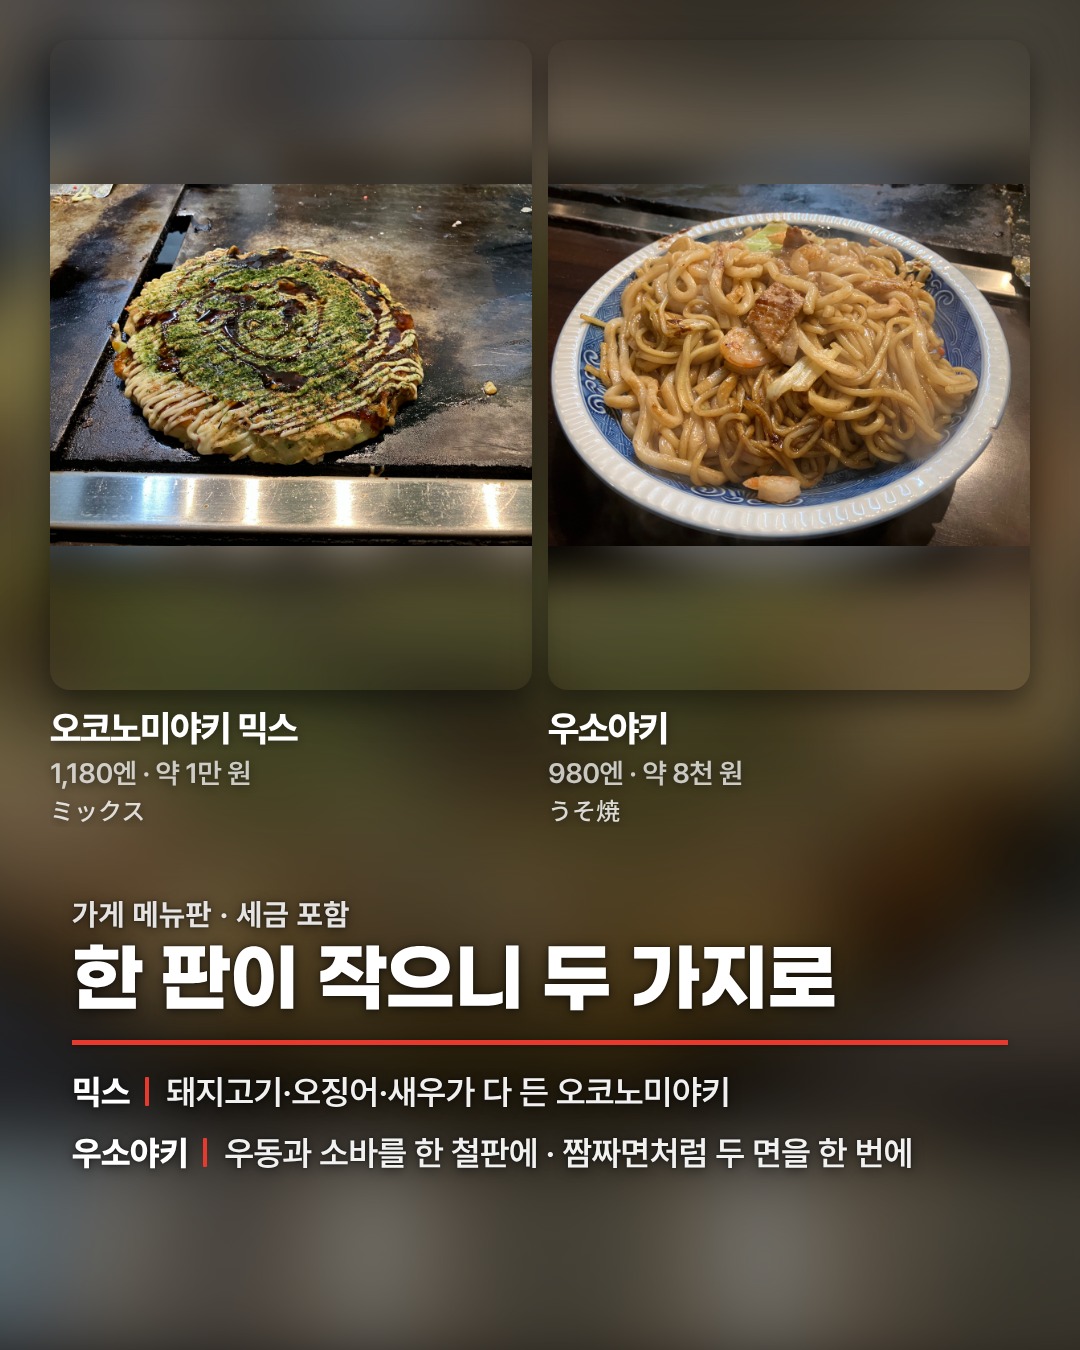 오코노미야키 믹스
1,180엔 · 약 1만 원
ミックス
우소야키
980엔 · 약 8천 원
うそ焼
가게 메뉴판 · 세금 포함
한 판이 작으니 두 가지로
믹스 | 돼지고기·오징어·새우가 다 든 오코노미야키
우소야키 | 우동과 소바를 한 철판에 · 짬짜면처럼 두 면을 한 번에